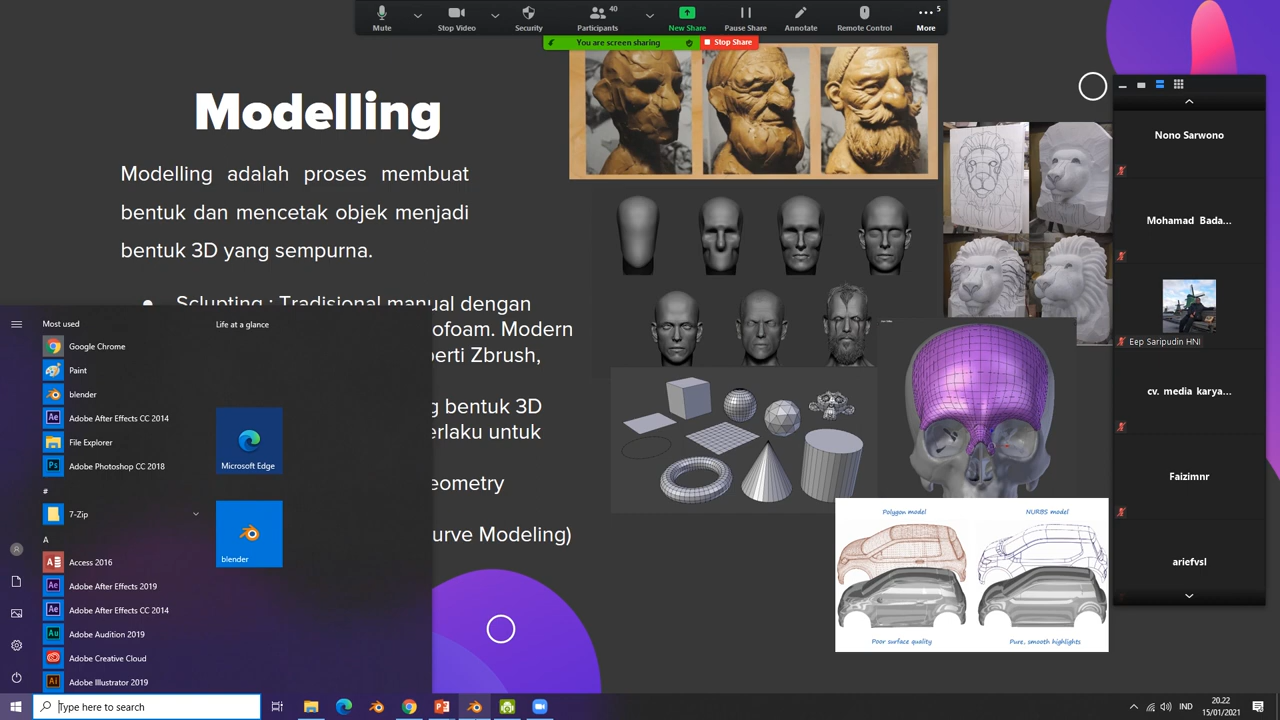 Mute
Stop Video
Security
Participants
40
New Share
Pause Share
Annotate
Remote Control
More
5
You are screen sharing
Stop Share
Modelling
Modelling adalah proses membuat
bentuk dan mencetak objek menjadi
bentuk 3D yang sempurna.
Sclupting : Tradisional manual dengan
ofoam. Modern
perti Zbrush,
g bentuk 3D
erlaku untuk
eometry
urve Modeling)
Polygon model
NURBS model
Poor surface quality
Pure, smooth highlights
Nono Sarwono
Mohamad Bada...
Eep Saripudin HNI
cv. media karya...
Faizimnr
ariefvsl
Most used
Life at a glance
Google Chrome
Paint
blender
Adobe After Effects CC 2014
File Explorer
Adobe Photoshop CC 2018
#
7-Zip
A
Access 2016
Adobe After Effects 2019
Adobe After Effects CC 2014
Adobe Audition 2019
Adobe Creative Cloud
Adobe Illustrator 2019
Microsoft Edge
blender
Type here to search
IND
20.22
15/01/2021